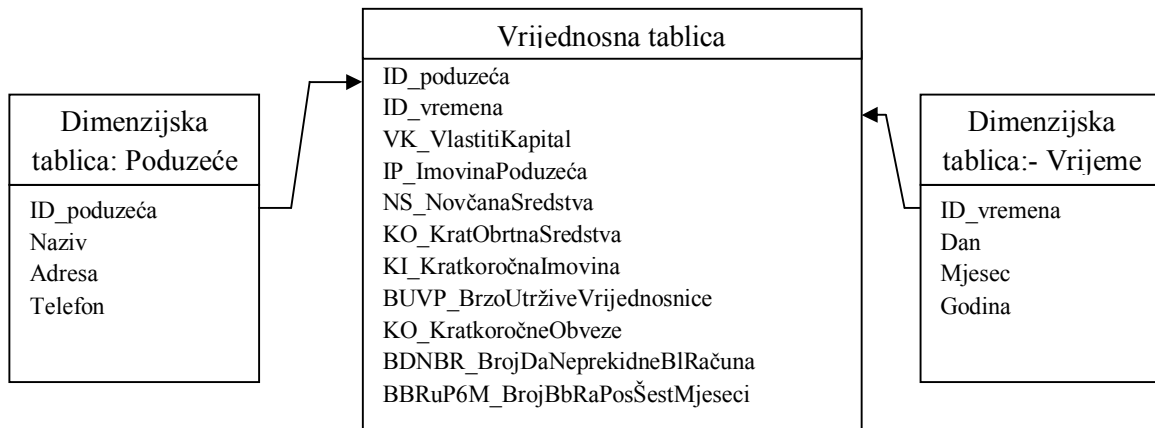 Vrijednosna tablica
ID_poduzeća
ID_vremena
VK_VlastitiKapital
IP_ImovinaPoduzeća
NS_NovčanaSredstva
KO_KratObrtnaSredstva
KI_KratkoročnaImovina
BUVP_BrzoUtrživeVrijednosnice
KO_KratkoročneObveze
BDNBR_BrojDaNeprekidneBlRačuna
BBRuP6M_BrojBbRaPosŠestMjeseci
Dimenzijska
tablica: Poduzeće
ID_poduzeća
Naziv
Adresa
Telefon
Dimenzijska
tablica:- Vrijeme
ID_vremena
Dan
Mjesec
Godina